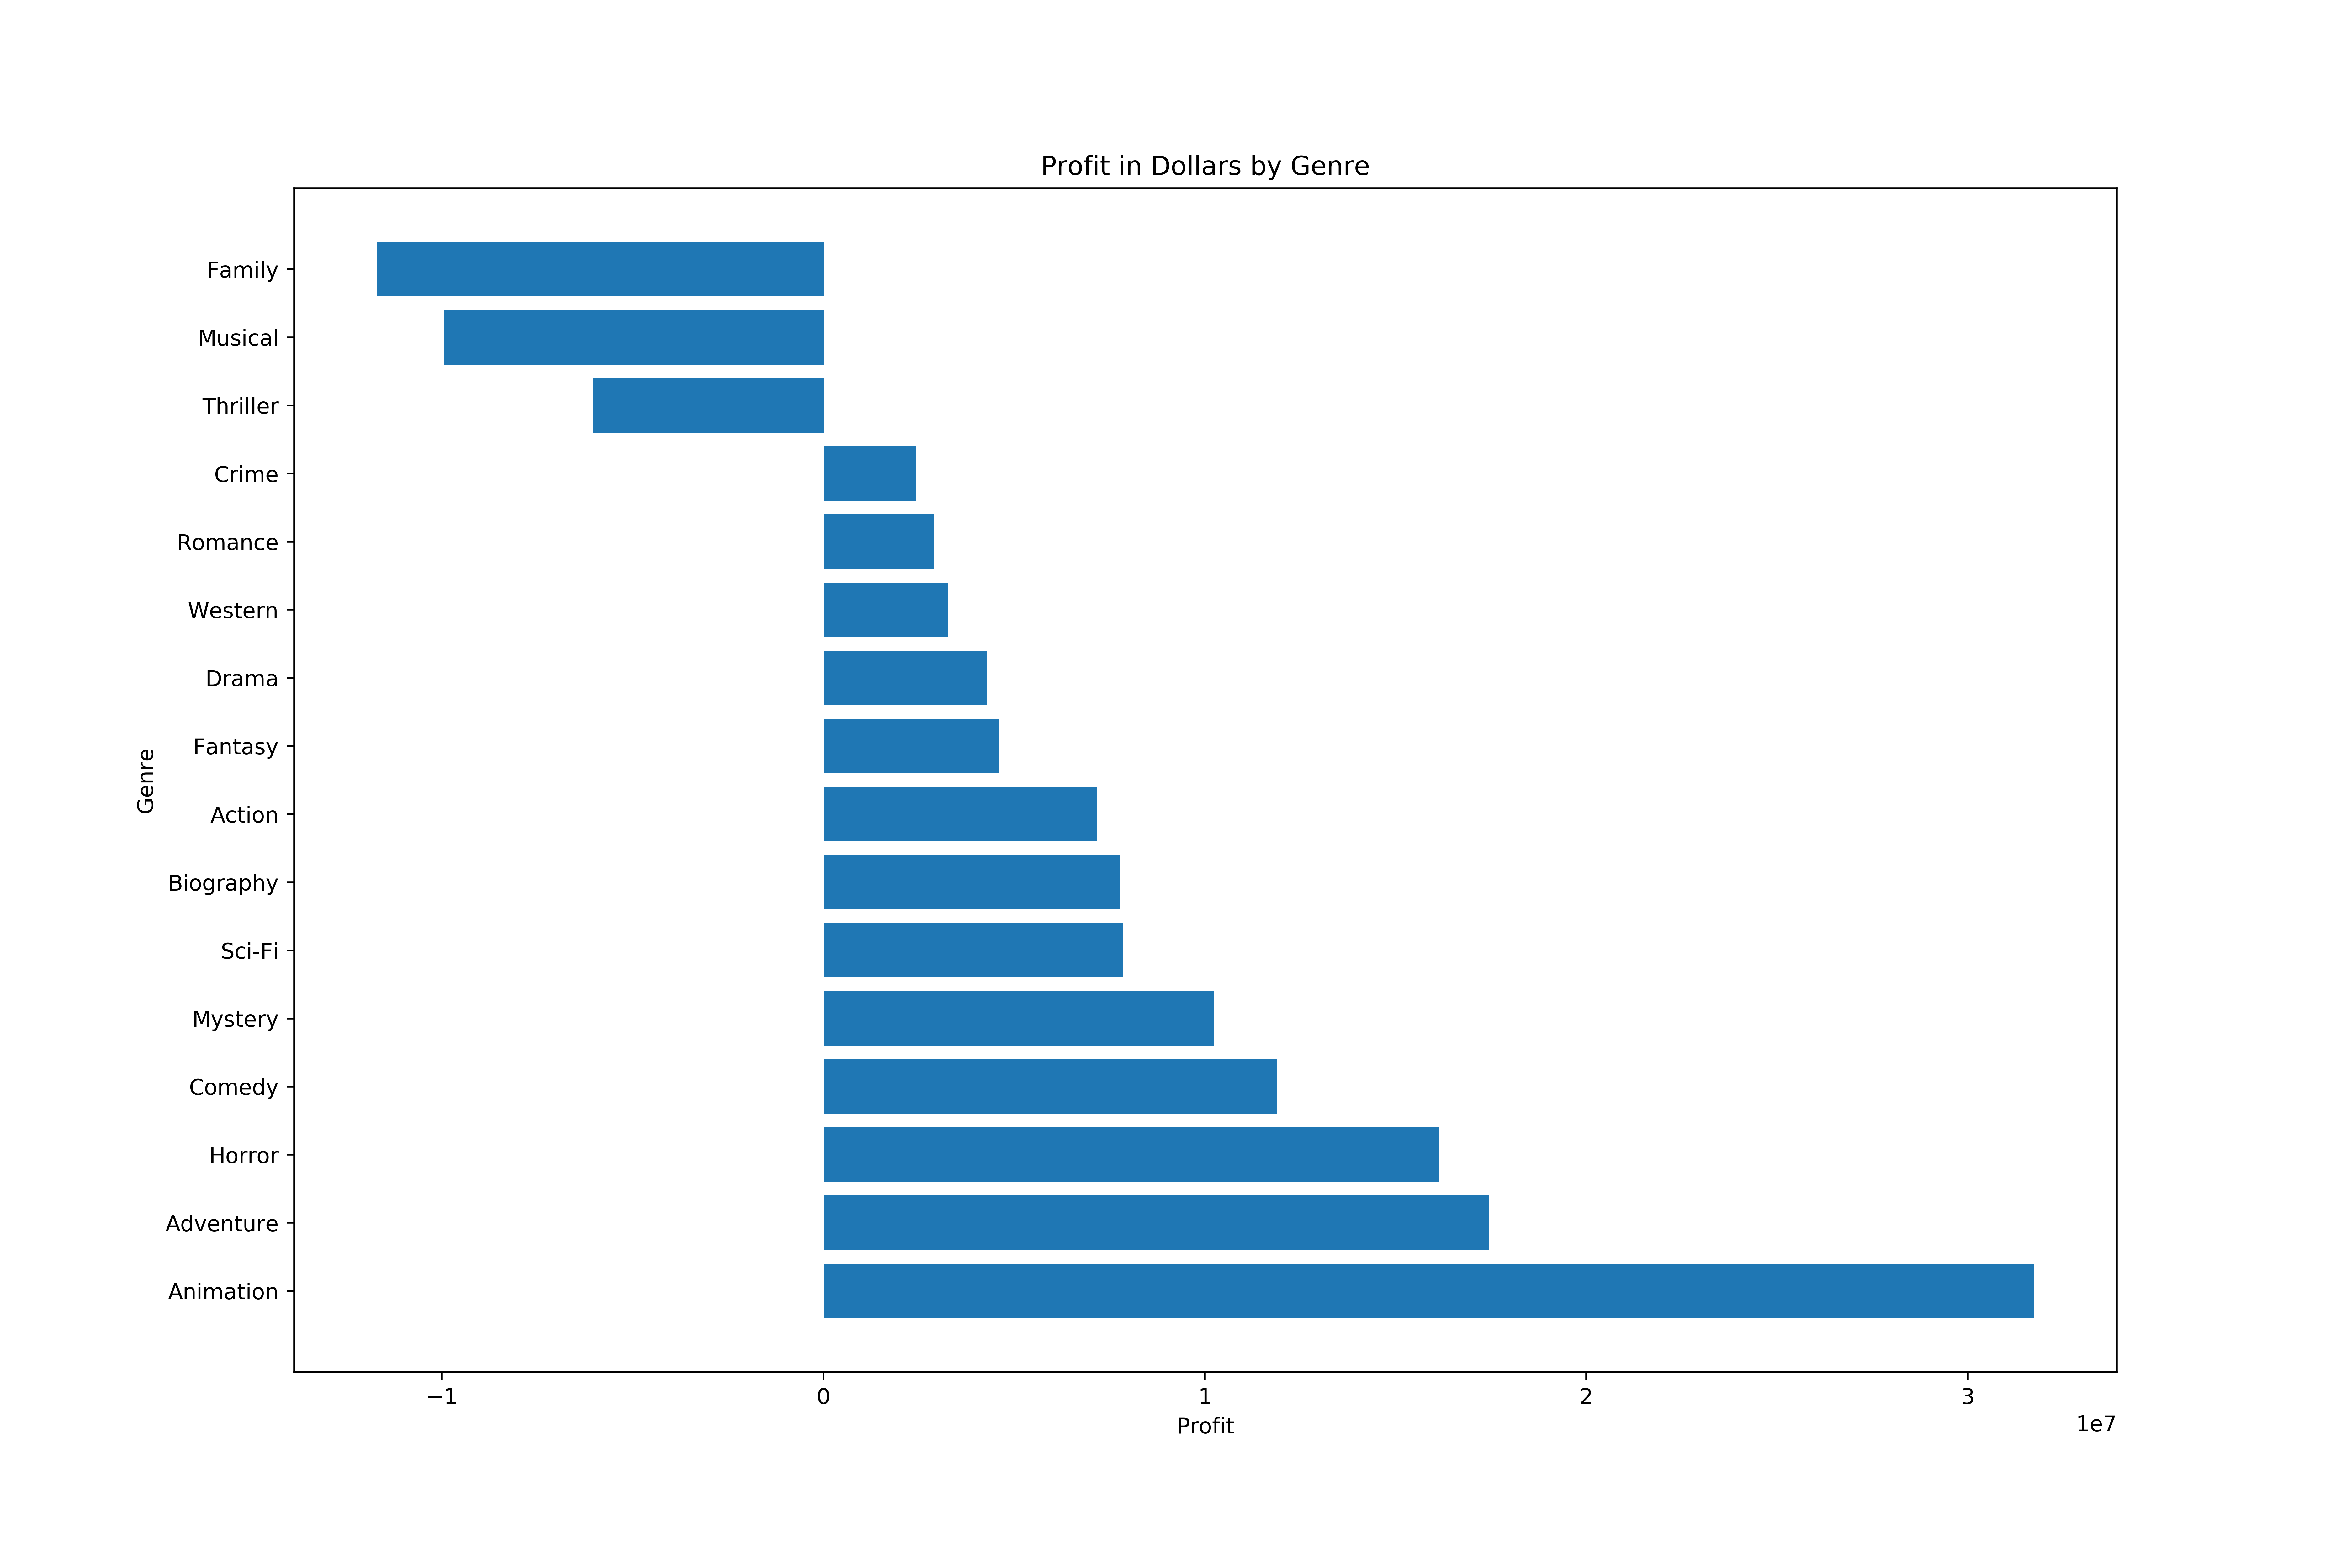 Profit in Dollars by Genre
Genre
Family
Musical
Thriller
Crime
Romance
Western
Drama
Fantasy
Action
Biography
Sci-Fi
Mystery
Comedy
Horror
Adventure
Animation
−1 0 1 2 3
1e7
Profit